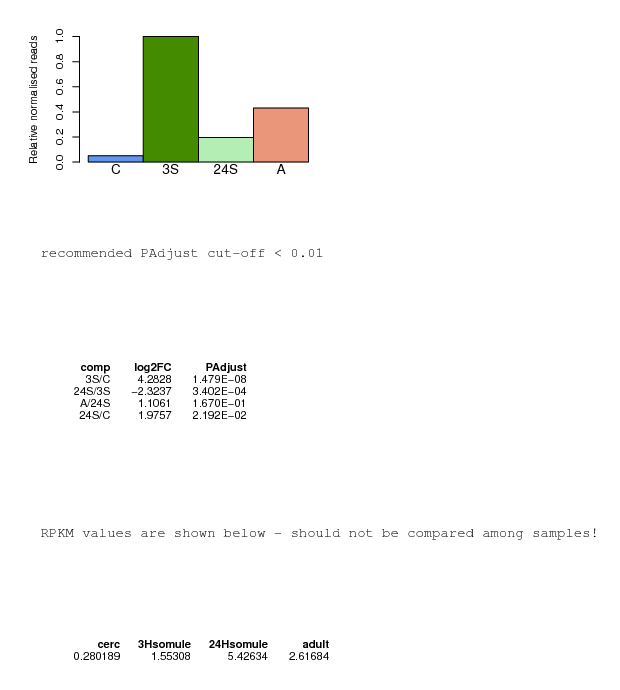 Relative normalised reads
1.0
0.8
0.6
0.4
0.2
0.0
C 3S 24S A
recommended PAdjust cut-off < 0.01
comp log2FC PAdjust
3S/C 4.2828 1.479E-08
24S/3S -2.3237 3.402E-04
A/24S 1.1061 1.670E-01
24S/C 1.9757 2.192E-02
RPKM values are shown below - should not be compared among samples!
cerc 3Hsomule 24Hsomule adult
0.280189 1.55308 5.42634 2.61684